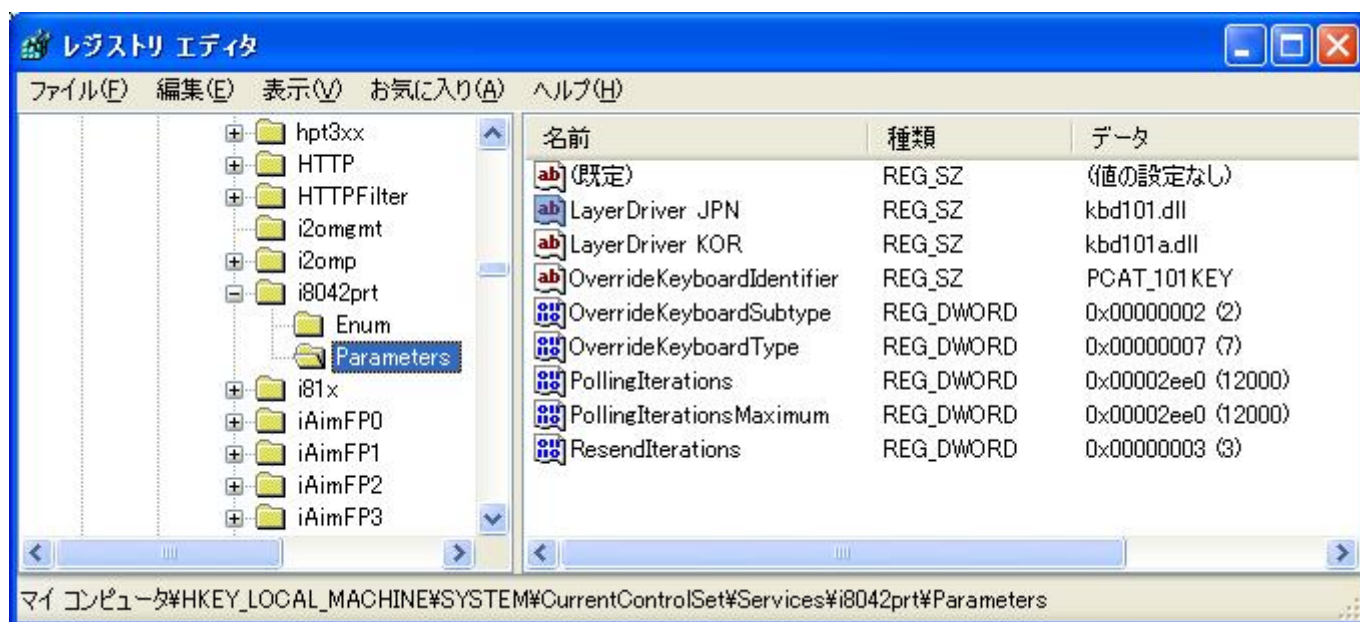 レジストリ エディタ
ファイル(F) 編集(E) 表示(V) お気に入り(A) ヘルプ(H)
hpt3xx
HTTP
HTTPFilter
i2omgmt
i2omp
i8042prt
Enum
Parameters
i81x
iAimFP0
iAimFP1
iAimFP2
iAimFP3
名前 種類 データ
(既定) REG_SZ (値の設定なし)
LayerDriver JPN REG_SZ kbd101.dll
LayerDriver KOR REG_SZ kbd101a.dll
OverrideKeyboardIdentifier REG_SZ PCAT_101KEY
OverrideKeyboardSubtype REG_DWORD 0x00000002 (2)
OverrideKeyboardType REG_DWORD 0x00000007 (7)
PollingIterations REG_DWORD 0x00002ee0 (12000)
PollingIterationsMaximum REG_DWORD 0x00002ee0 (12000)
ResendIterations REG_DWORD 0x00000003 (3)
マイ コンピュータ¥HKEY_LOCAL_MACHINE¥SYSTEM¥CurrentControlSet¥Services¥i8042prt¥Parameters